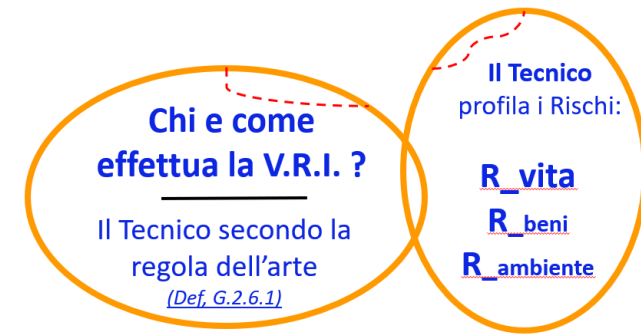 Chi e come
effettua la V.R.I. ?
Il Tecnico secondo la
regola dell'arte
(Def, G.2.6.1)
Il Tecnico
profila i Rischi:
R_vita
R_beni
R_ambiente